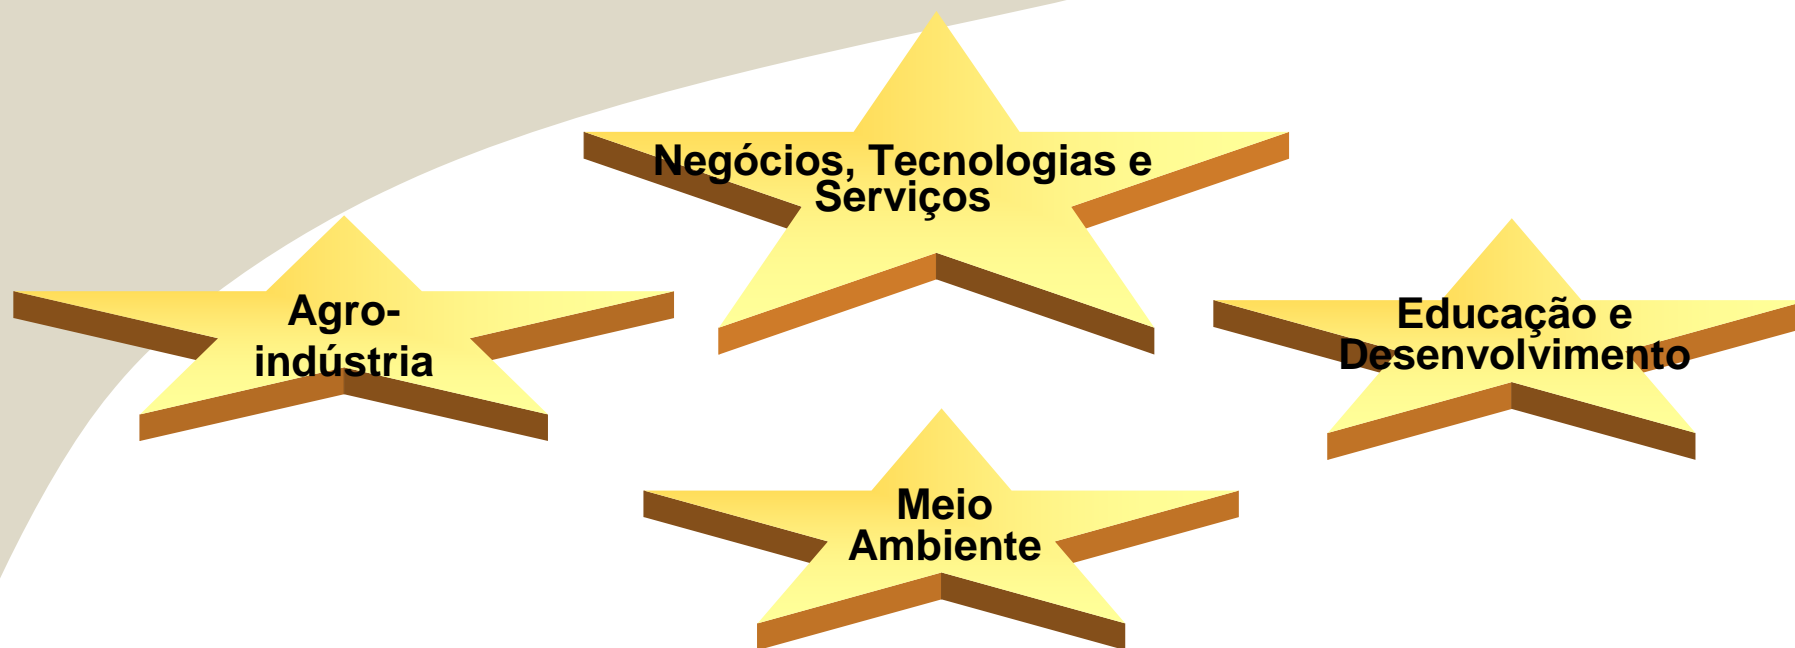 Negócios, Tecnologias e
Serviços
Agro-
indústria
Educação e
Desenvolvimento
Meio
Ambiente